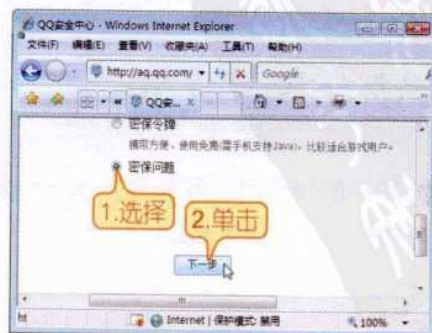 QQ安全中心 - Windows Internet Explorer
文件(F) 编辑(E) 查看(V) 收藏夹(A) 工具(T) 帮助(H)
http://aq.qq.com/ Google
QQ安...
密保令牌
携带方便、使用免费(需手机支持Java)，比较适合游戏用户。
密保问题
1.选择
2.单击
下一步
Internet | 保护模式: 禁用 100%